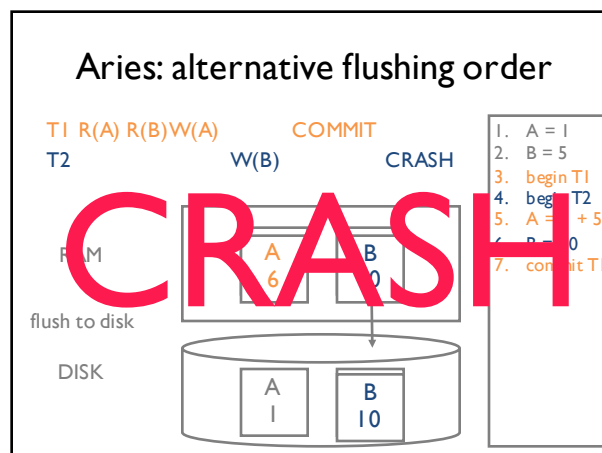 Aries: alternative flushing order
T1 R(A) R(B)W(A) COMMIT
T2 W(B) CRASH
CRASH
RAM
A
6
B
flush to disk
DISK
A
1
B
10
1. A = 1
2. B = 5
3. begin T1
4. begin T2
5. A = + 5
B =
7. commit T1